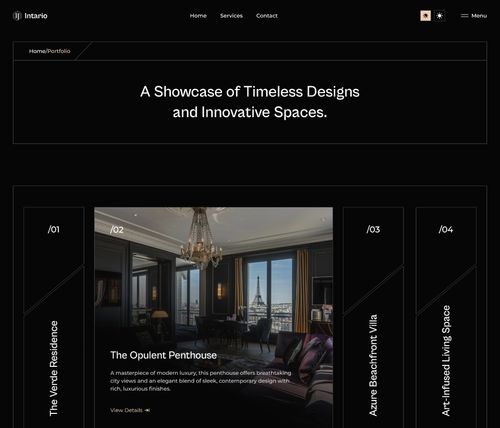 Intario
Home
Services
Contact
Menu
Home/Portfolio
A Showcase of Timeless Designs
and Innovative Spaces.
/01
The Verde Residence
/02
The Opulent Penthouse
A masterpiece of modern luxury, this penthouse offers breathtaking
city views and an elegant blend of sleek, contemporary design with
rich, luxurious finishes.
View Details
/03
Azure Beachfront Villa
/04
Art-Infused Living Space